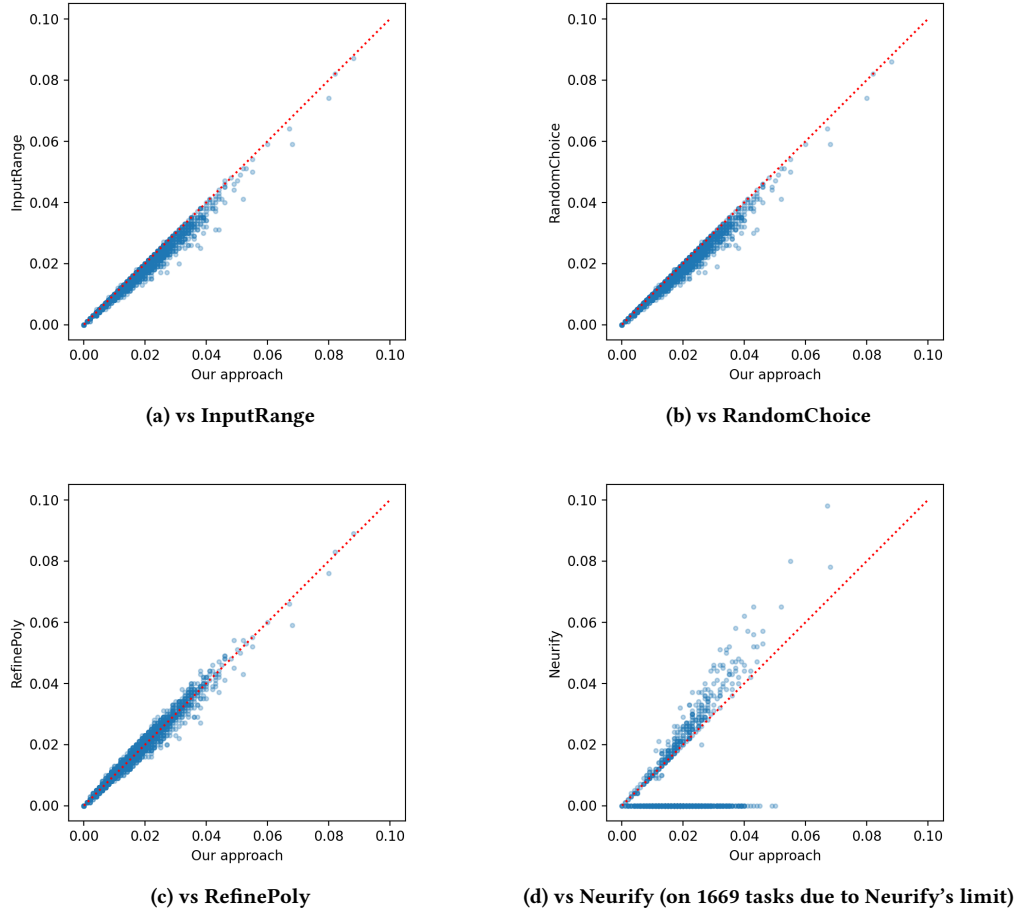 0.10
0.08
0.06
0.04
0.02
0.00
InputRange
0.00 0.02 0.04 0.06 0.08 0.10
Our approach
(a) vs InputRange
0.10
0.08
0.06
0.04
0.02
0.00
RandomChoice
0.00 0.02 0.04 0.06 0.08 0.10
Our approach
(b) vs RandomChoice
0.10
0.08
0.06
0.04
0.02
0.00
RefinePoly
0.00 0.02 0.04 0.06 0.08 0.10
Our approach
(c) vs RefinePoly
0.10
0.08
0.06
0.04
0.02
0.00
Neurify
0.00 0.02 0.04 0.06 0.08 0.10
Our approach
(d) vs Neurify (on 1669 tasks due to Neurify's limit)